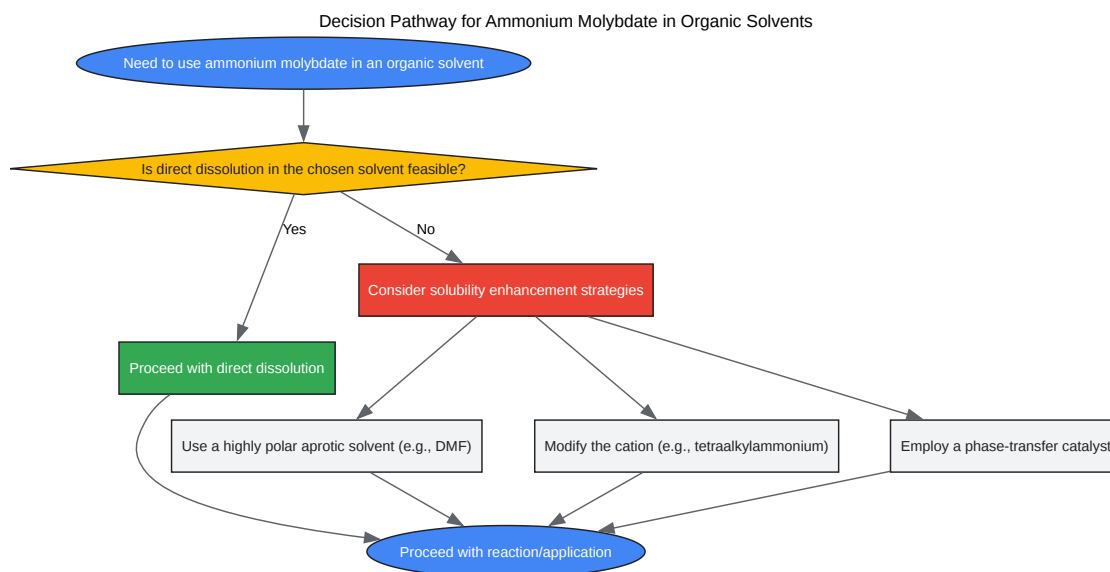 Decision Pathway for Ammonium Molybdate in Organic Solvents
Need to use ammonium molybdate in an organic solvent
Is direct dissolution in the chosen solvent feasible?
Yes
No
Consider solubility enhancement strategies
Proceed with direct dissolution
Use a highly polar aprotic solvent (e.g., DMF)
Modify the cation (e.g., tetraalkylammonium)
Employ a phase-transfer catalyst
Proceed with reaction/application